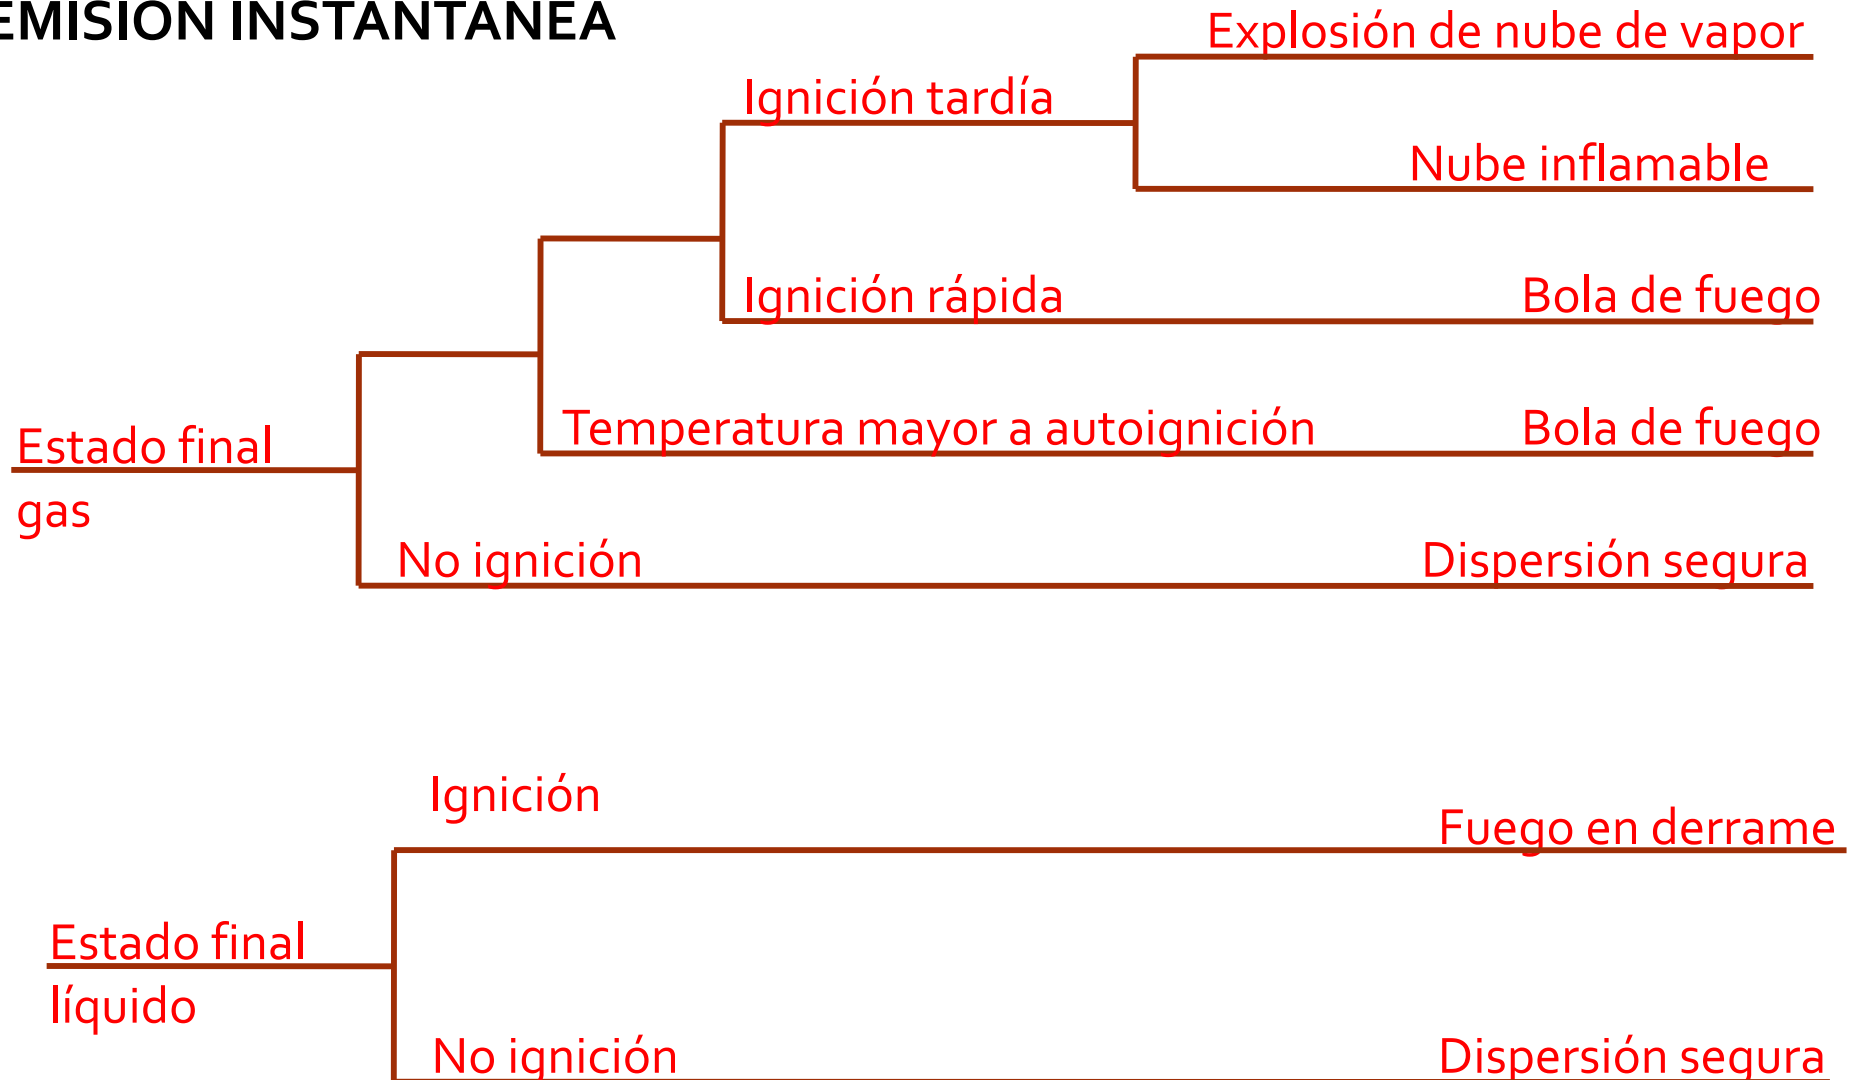 EMISION INSTANTANEA
Explosión de nube de vapor
Ignición tardía
Nube inflamable
Ignición rápida
Bola de fuego
Temperatura mayor a autoignición
Bola de fuego
Estado final
gas
No ignición
Dispersión segura
Ignición
Fuego en derrame
Estado final
líquido
No ignición
Dispersión segura